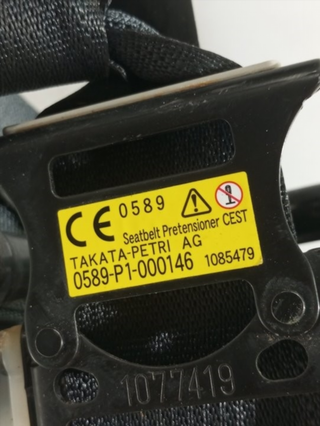 CE 0589
Seatbelt Pretensioner CEST
TAKATA-PETRI AG
0589-P1-000146 1085479
1077419